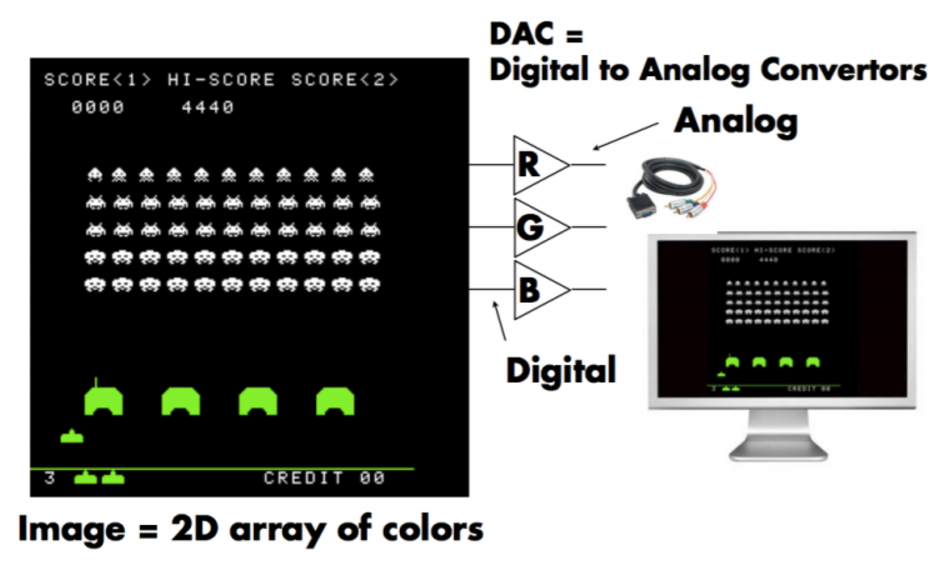 DAC =
Digital to Analog Convertors
SCORE<1> HI-SCORE SCORE<2>
0000 4440
Analog
R
G
B
SCORE<1> HI-SCORE SCORE<2>
0000 4440
Digital
3 CREDIT 00
3 CREDIT 00
Image = 2D array of colors